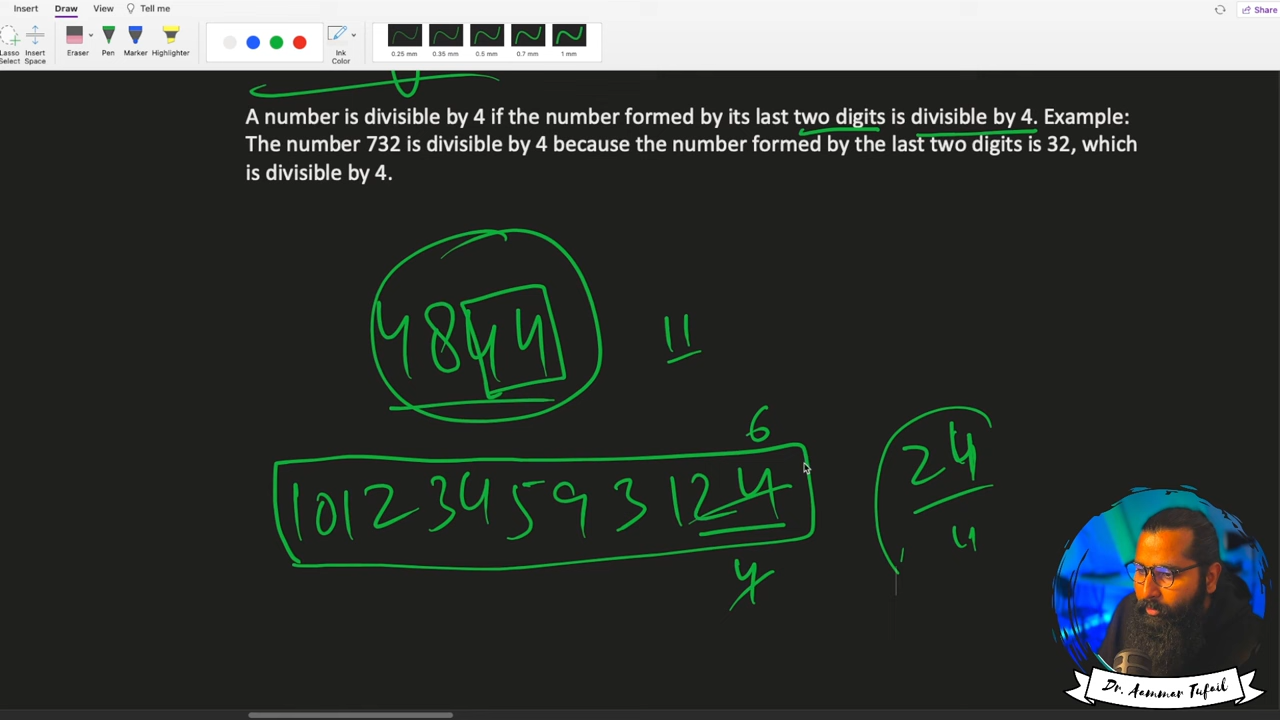 Insert Draw View Tell me Share
Lasso Select Insert Space Eraser Pen Marker Highlighter Ink Color 0.25 mm 0.35 mm 0.5 mm 0.7 mm 1 mm
A number is divisible by 4 if the number formed by its last two digits is divisible by 4. Example:
The number 732 is divisible by 4 because the number formed by the last two digits is 32, which
is divisible by 4.
4844 11
6
101234593124
4
24
4
Dr. Aammar Tufail